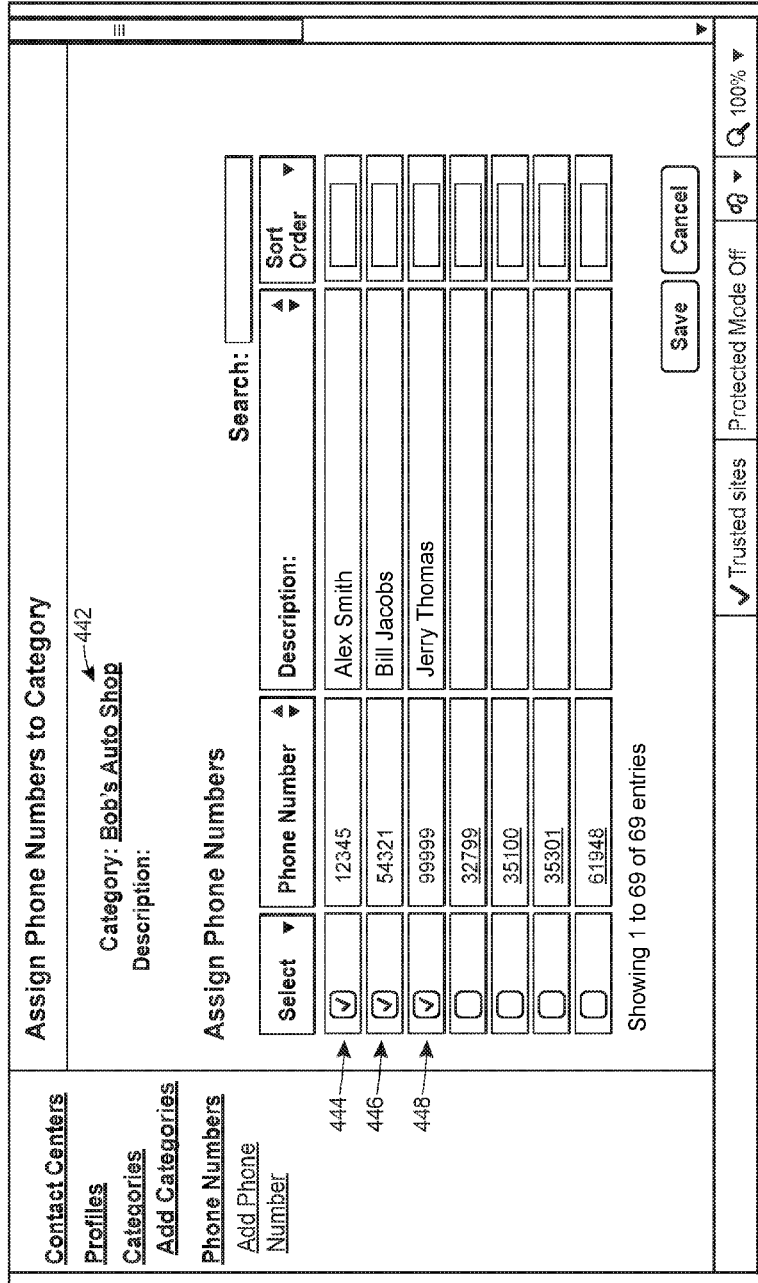 Contact Centers
Profiles
Categories
Add Categories
Phone Numbers
Add Phone
Number
Assign Phone Numbers to Category
442
Category: Bob's Auto Shop
Description:
Assign Phone Numbers
Search:
Select Phone Number Description: Sort Order
444 12345 Alex Smith
446 54321 Bill Jacobs
448 99999 Jerry Thomas
32799
35100
35301
61948
Showing 1 to 69 of 69 entries
Save Cancel
Trusted sites Protected Mode Off 100%